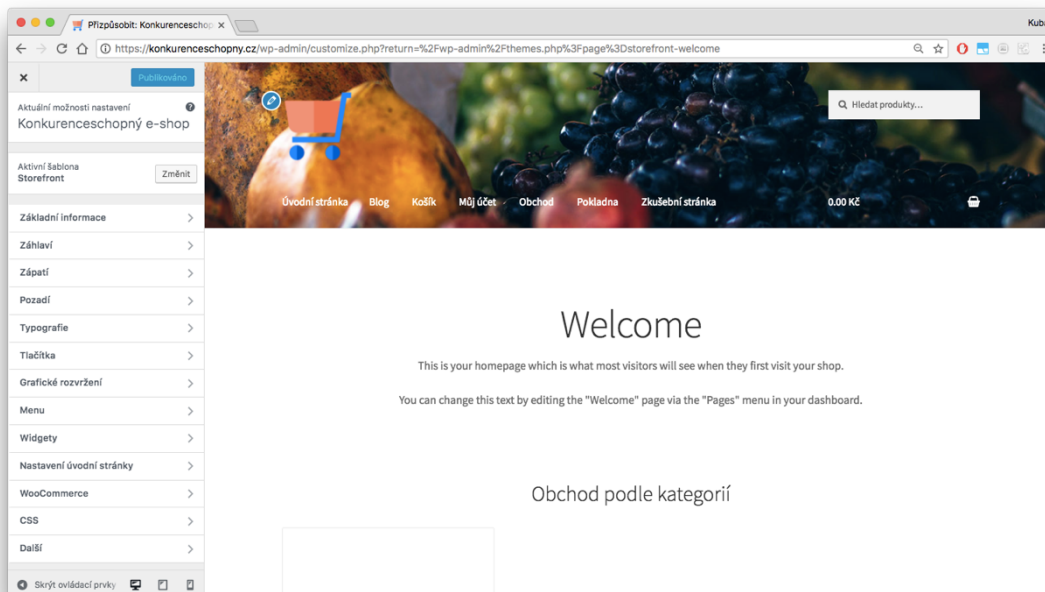 Přizpůsobit: Konkurenceschop
Kuba
https://konkurenceschopny.cz/wp-admin/customize.php?return=%2Fwp-admin%2Fthemes.php%3Fpage%3Dstorefront-welcome
Publikováno
Aktuální možnosti nastavení
Konkurenceschopný e-shop
Aktivní šablona
Storefront
Změnit
Základní informace
Záhlaví
Zápatí
Pozadí
Typografie
Tlačítka
Grafické rozvržení
Menu
Widgety
Nastavení úvodní stránky
WooCommerce
CSS
Další
Skrýt ovládací prvky
Hledat produkty…
Úvodní stránka Blog Košík Můj účet Obchod Pokladna Zkušební stránka 0.00 Kč
Welcome
This is your homepage which is what most visitors will see when they first visit your shop.
You can change this text by editing the "Welcome" page via the "Pages" menu in your dashboard.
Obchod podle kategorií